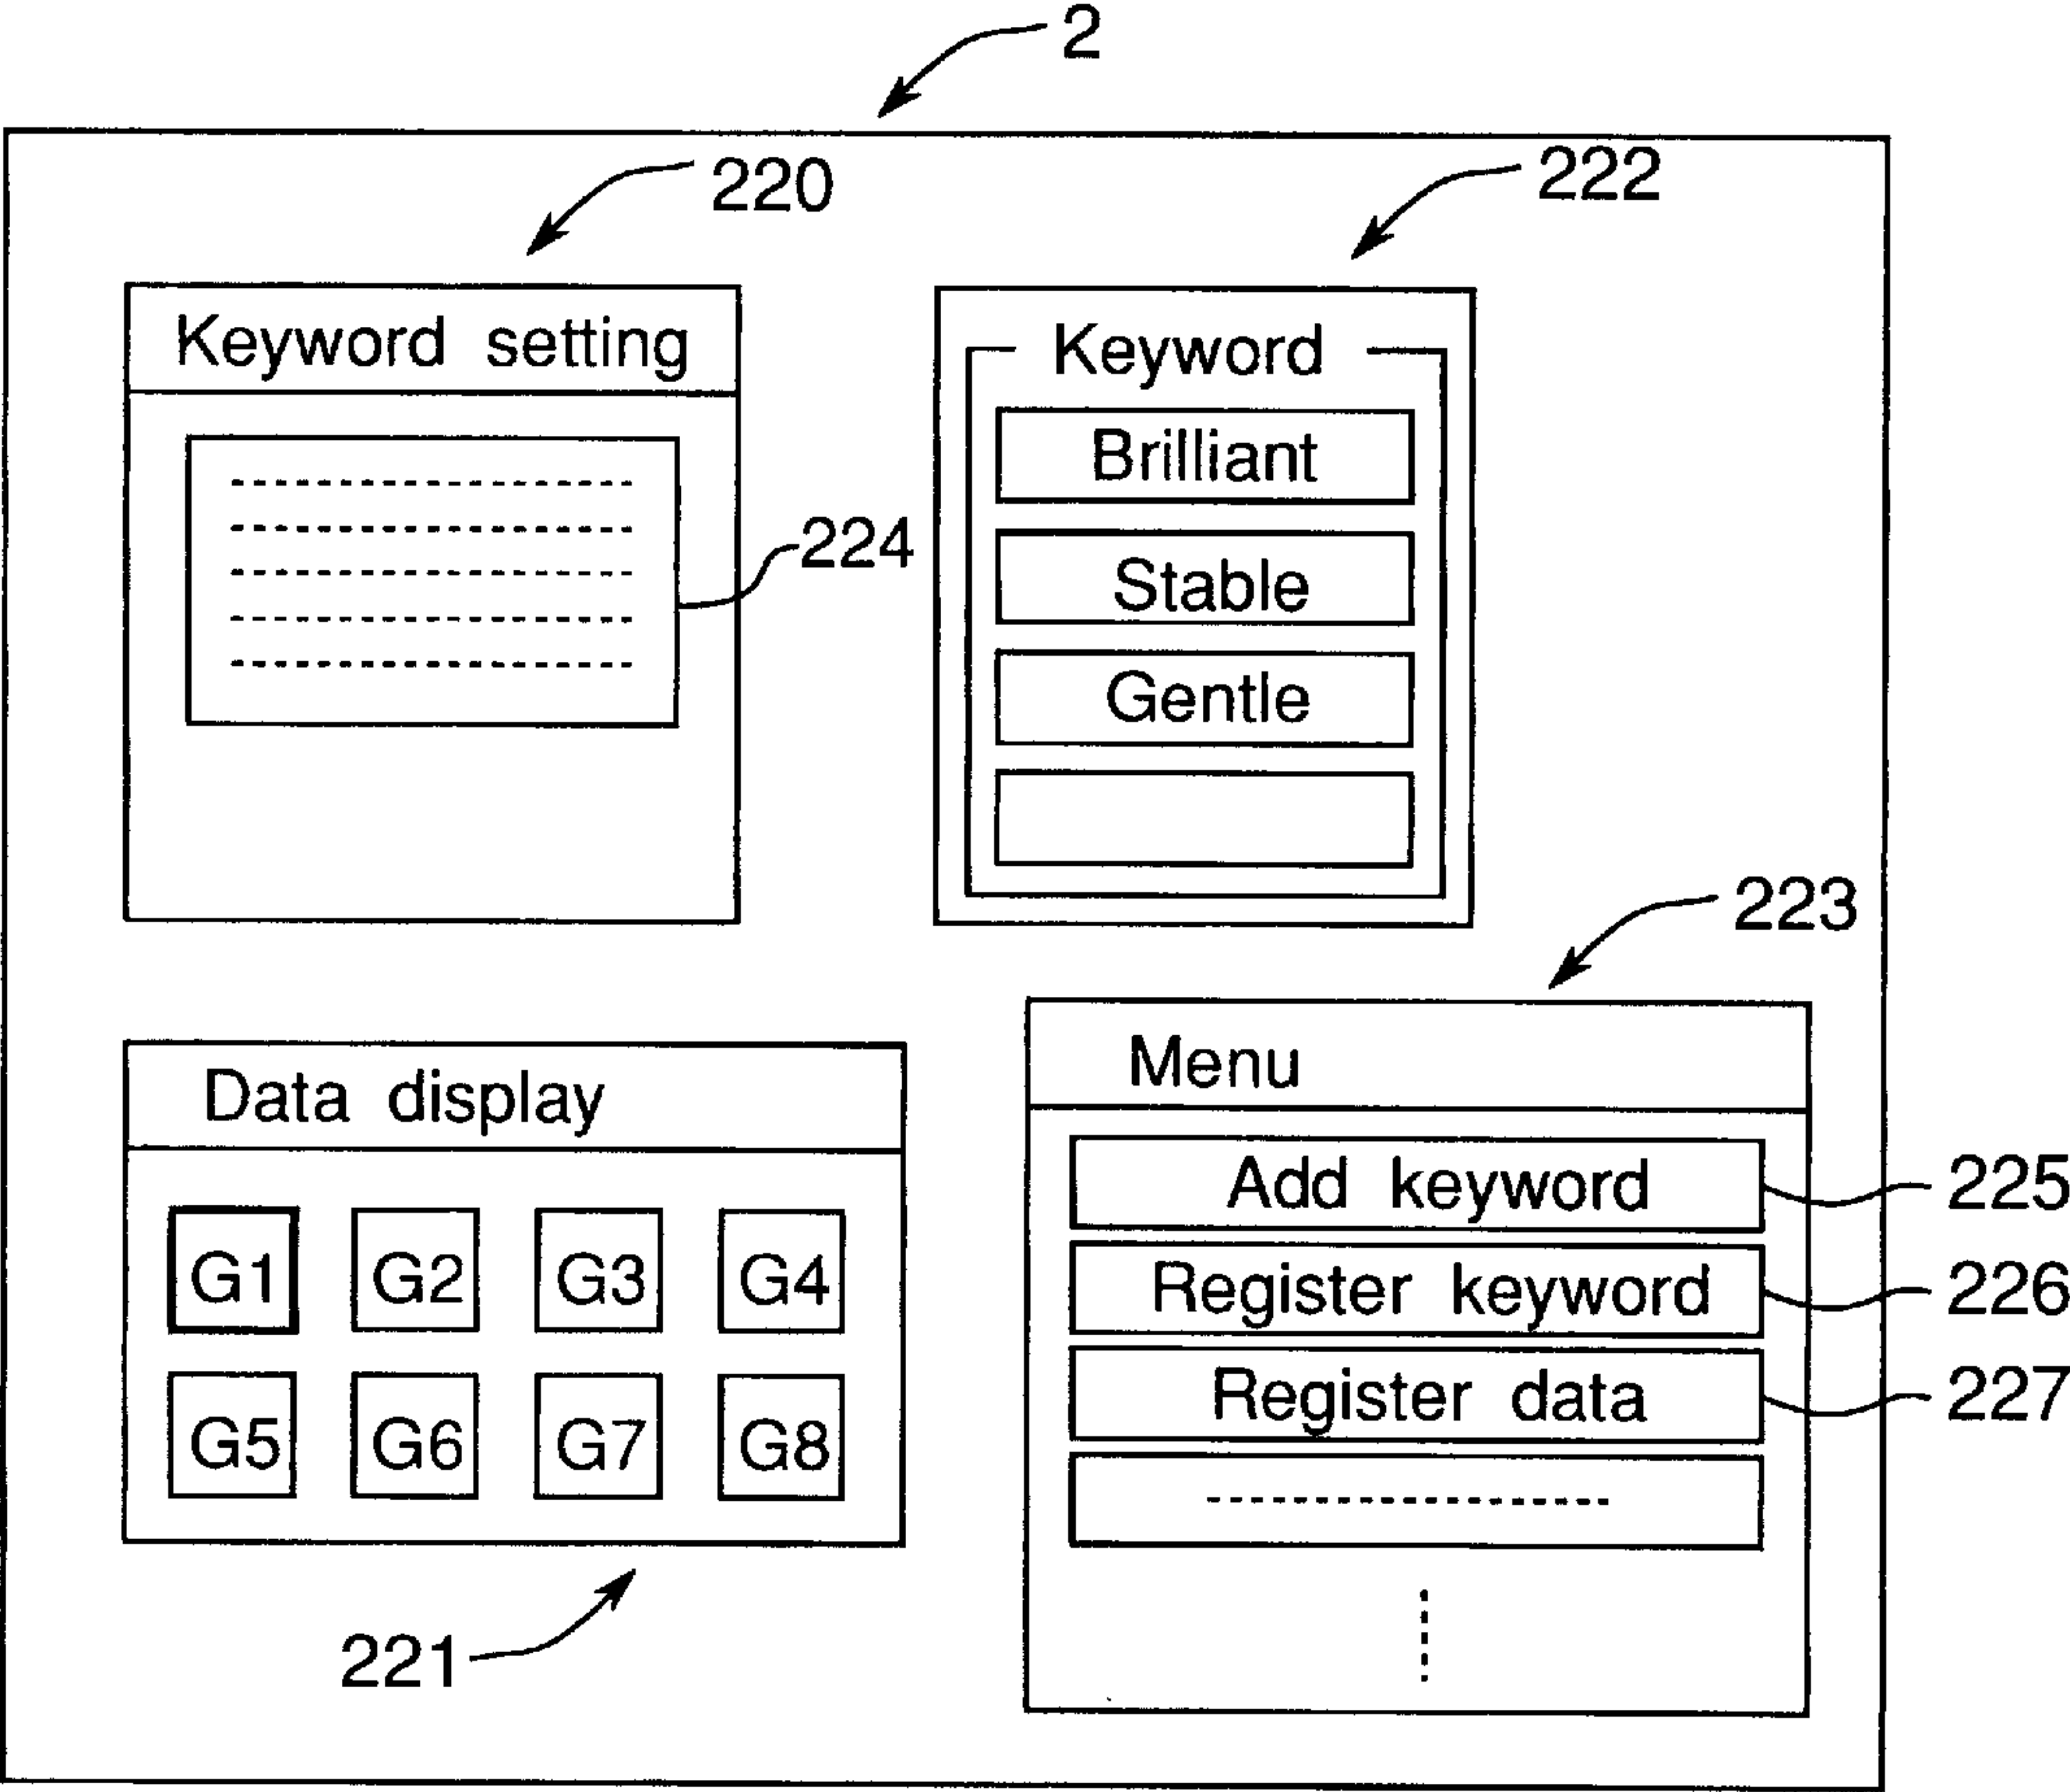 2
220
222
Keyword setting
224
Keyword
Brilliant
Stable
Gentle
223
Data display
G1 G2 G3 G4
G5 G6 G7 G8
221
Menu
Add keyword
225
Register keyword
226
Register data
227